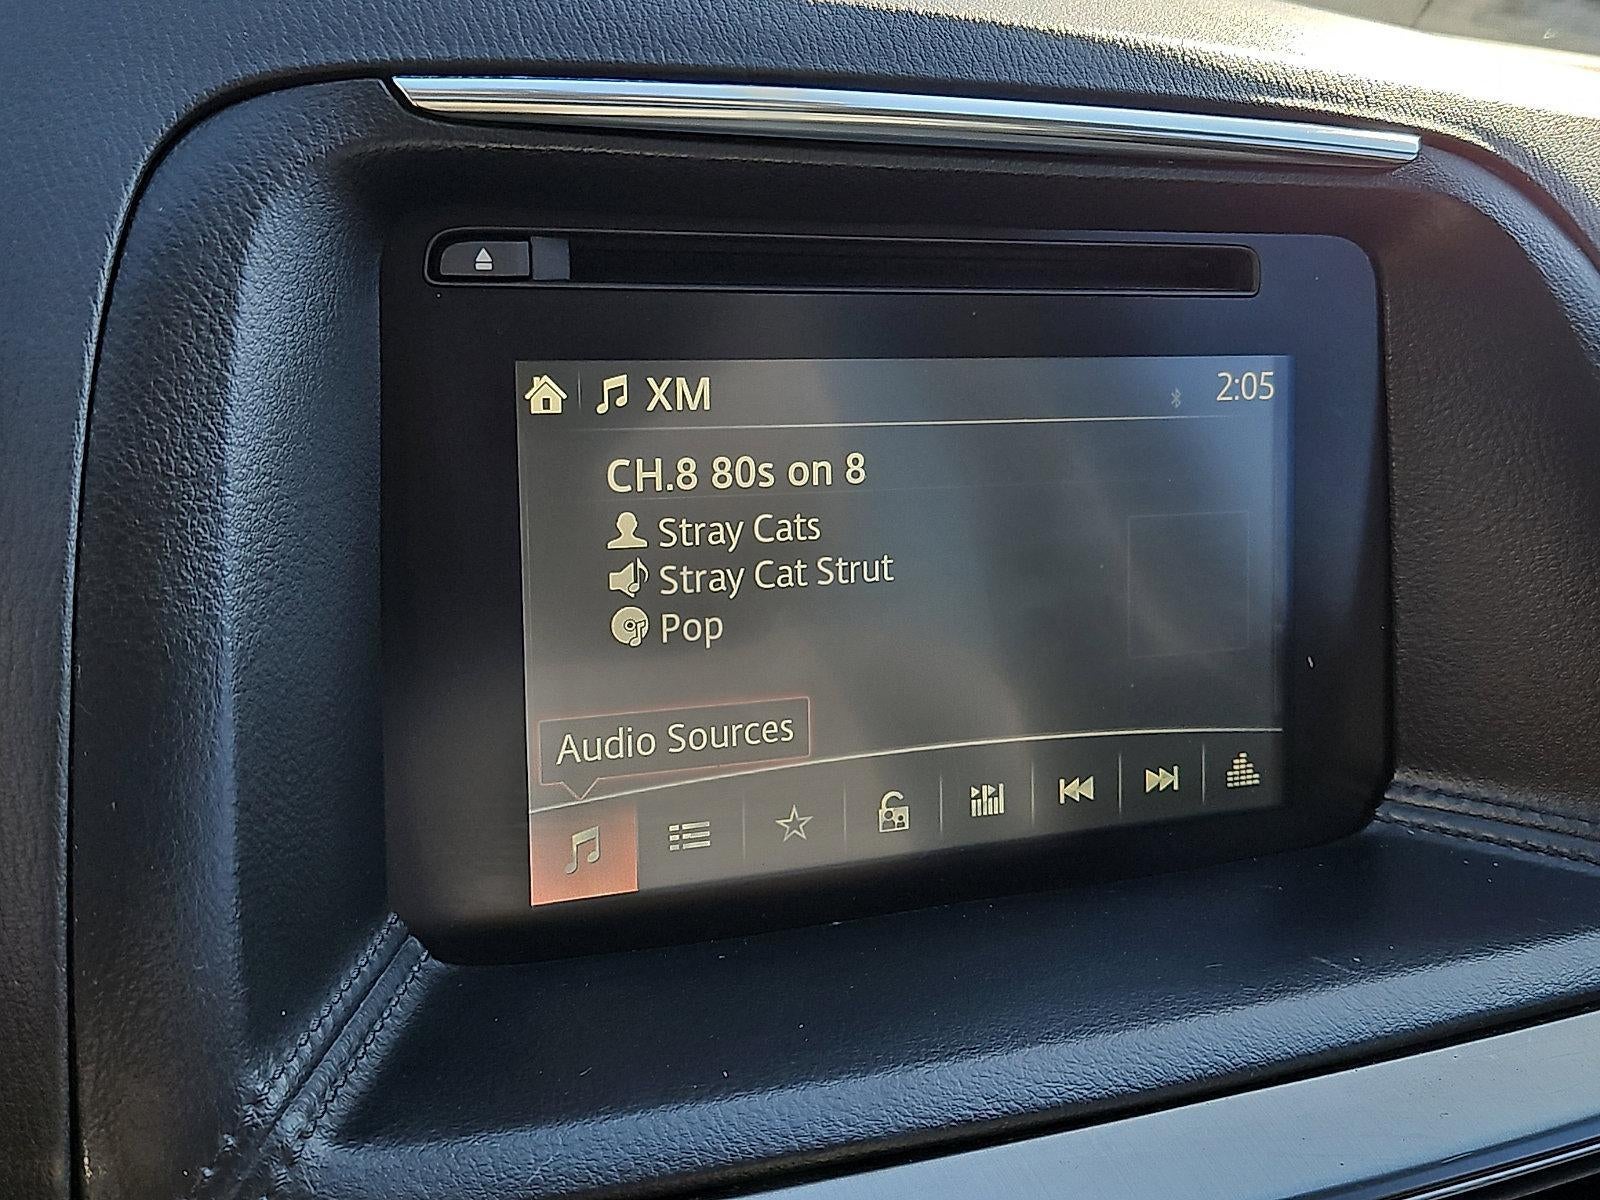 XM
2:05
CH.8 80s on 8
Stray Cats
Stray Cat Strut
Pop
Audio Sources